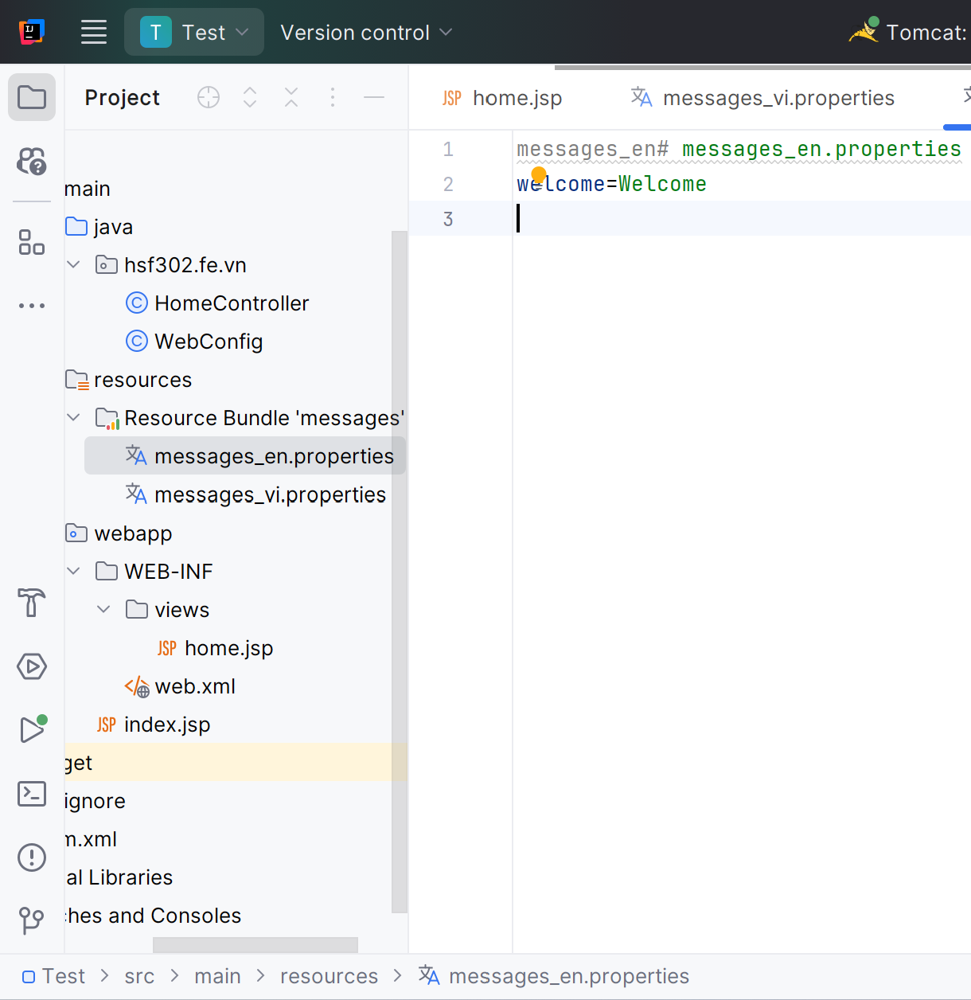 T Test Version control Tomcat:
Project
home.jsp messages_vi.properties
1 messages_en# messages_en.properties
2 welcome=Welcome
3
main
java
hsf302.fe.vn
HomeController
WebConfig
resources
Resource Bundle 'messages'
messages_en.properties
messages_vi.properties
webapp
WEB-INF
views
JSP home.jsp
web.xml
JSP index.jsp
get
ignore
m.xml
al Libraries
ches and Consoles
Test > src > main > resources > messages_en.properties